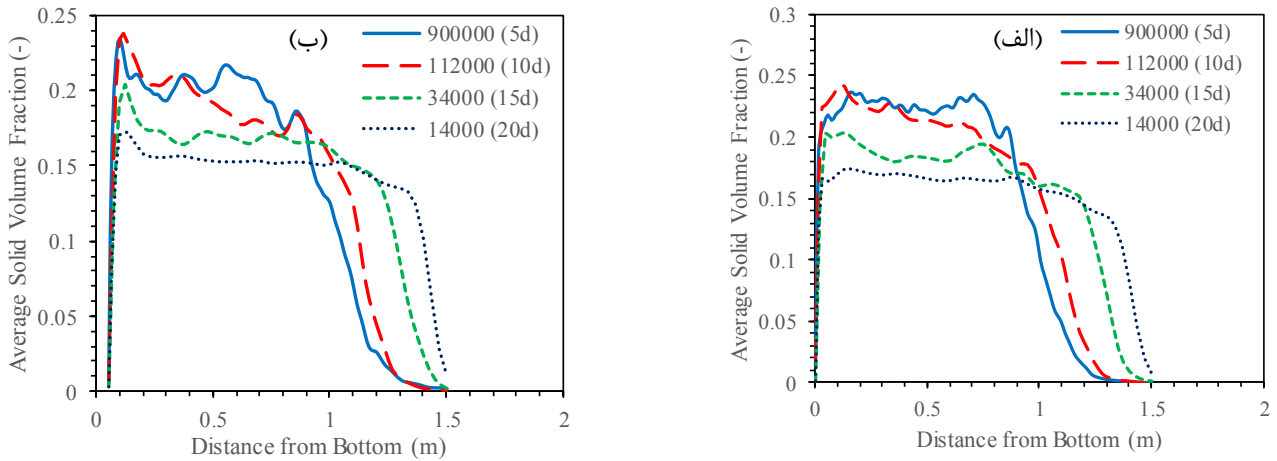 Average Solid Volume Fraction (-)
0.25
0.2
0.15
0.1
0.05
0
(ب)
900000 (5d)
112000 (10d)
34000 (15d)
14000 (20d)
0 0.5 1 1.5 2
Distance from Bottom (m)
Average Solid Volume Fraction (-)
0.3
0.25
0.2
0.15
0.1
0.05
0
(الف)
900000 (5d)
112000 (10d)
34000 (15d)
14000 (20d)
0 0.5 1 1.5 2
Distance from Bottom (m)